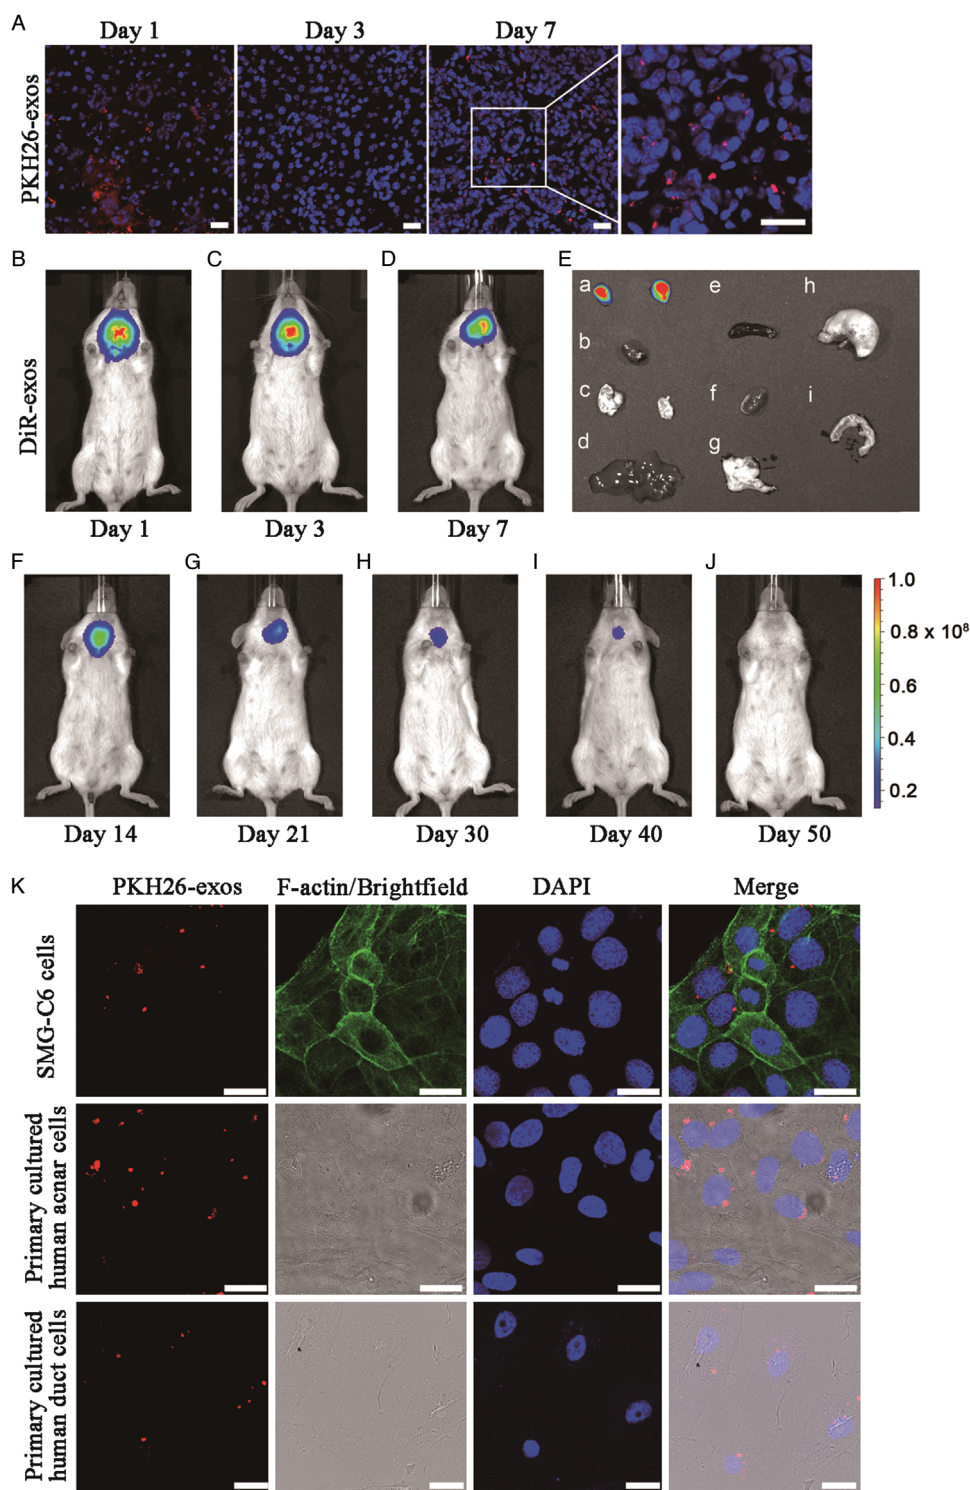 A
Day 1
Day 3
Day 7
PKH26-exos
B
C
D
E
DiR-exos
a
b
c
d
e
f
g
h
i
Day 1
Day 3
Day 7
F
G
H
I
J
1.0
0.8 x 10⁸
0.6
0.4
0.2
Day 14
Day 21
Day 30
Day 40
Day 50
K
PKH26-exos
F-actin/Brightfield
DAPI
Merge
SMG-C6 cells
Primary cultured
human acnar cells
Primary cultured
human duct cells